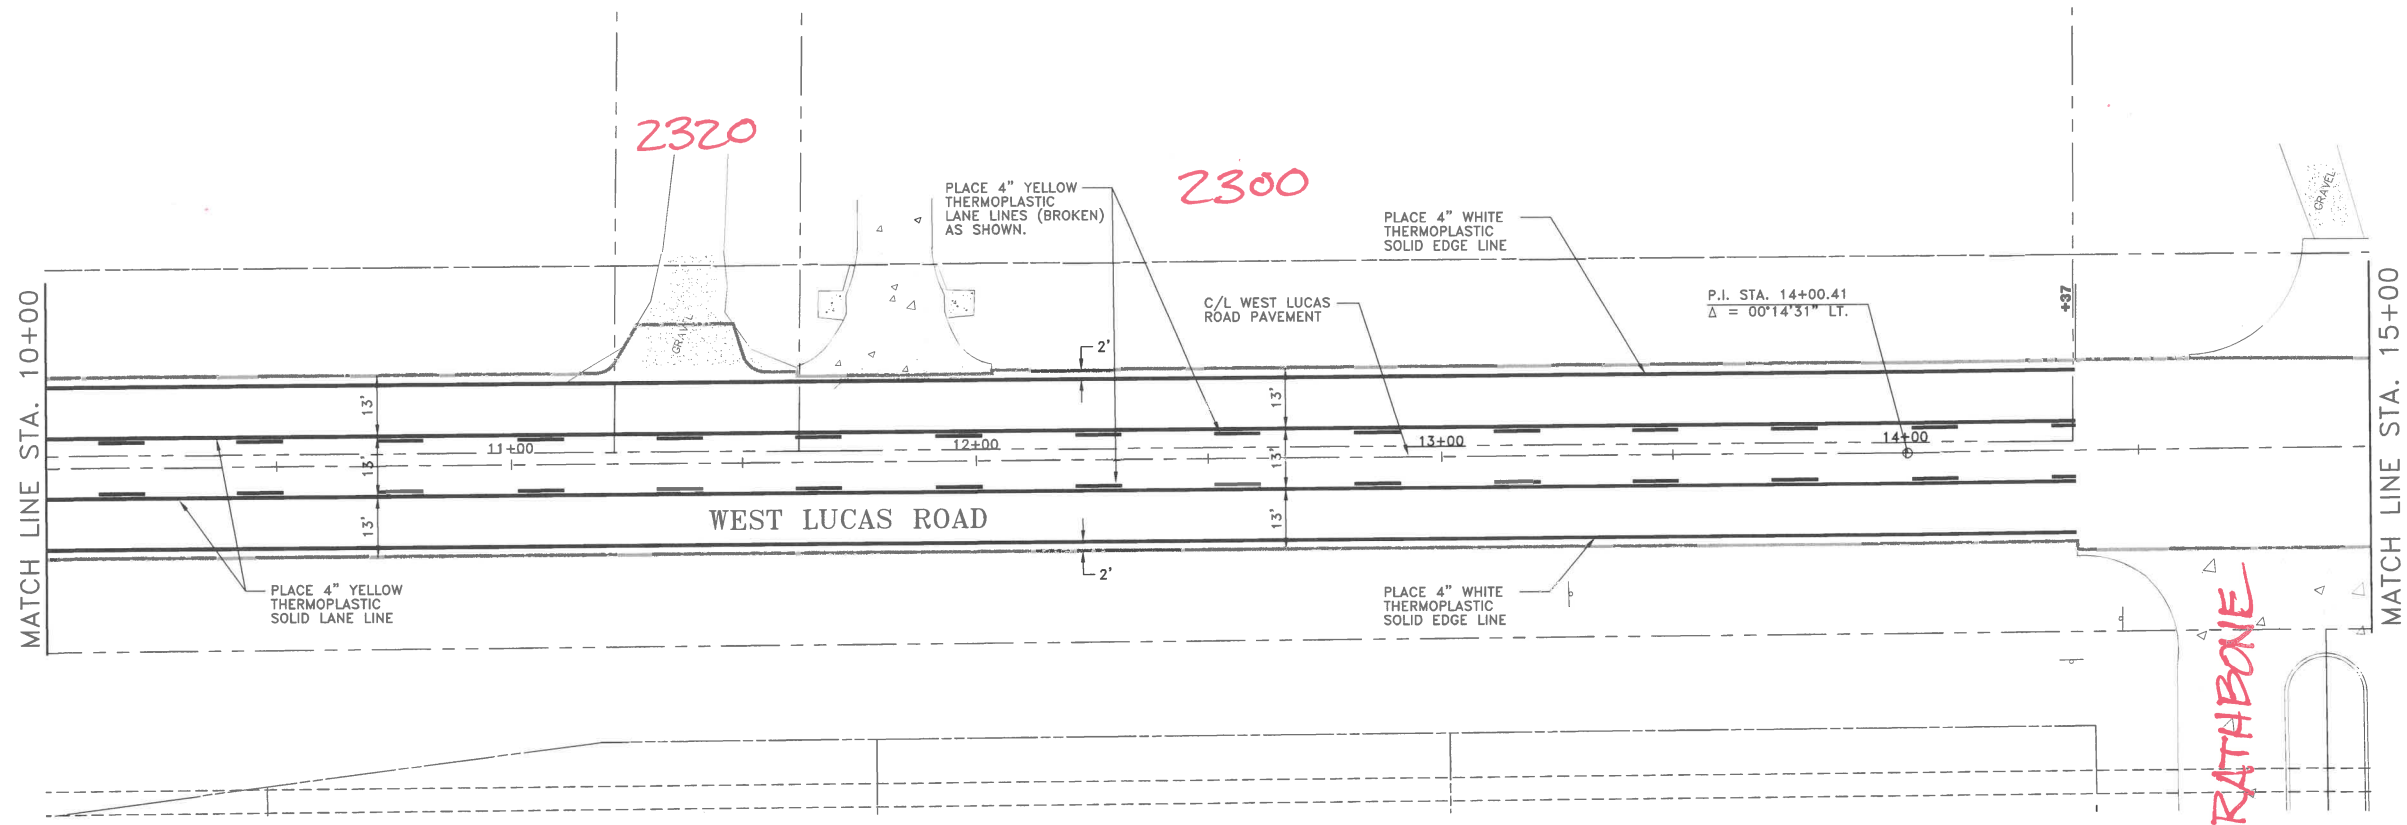 2320
2300
PLACE 4" YELLOW
THERMOPLASTIC
LANE LINES (BROKEN)
AS SHOWN.
PLACE 4" WHITE
THERMOPLASTIC
SOLID EDGE LINE
GRAVEL
C/L WEST LUCAS
ROAD PAVEMENT
P.I. STA. 14+00.41
Δ = 00°14'31" LT.
+37
GRAVEL
2'
MATCH LINE STA. 10+00
MATCH LINE STA. 15+00
13'
13'
13'
13'
13'
13'
11+00
12+00
13+00
14+00
WEST LUCAS ROAD
2'
PLACE 4" YELLOW
THERMOPLASTIC
SOLID LANE LINE
PLACE 4" WHITE
THERMOPLASTIC
SOLID EDGE LINE
RATHBONE